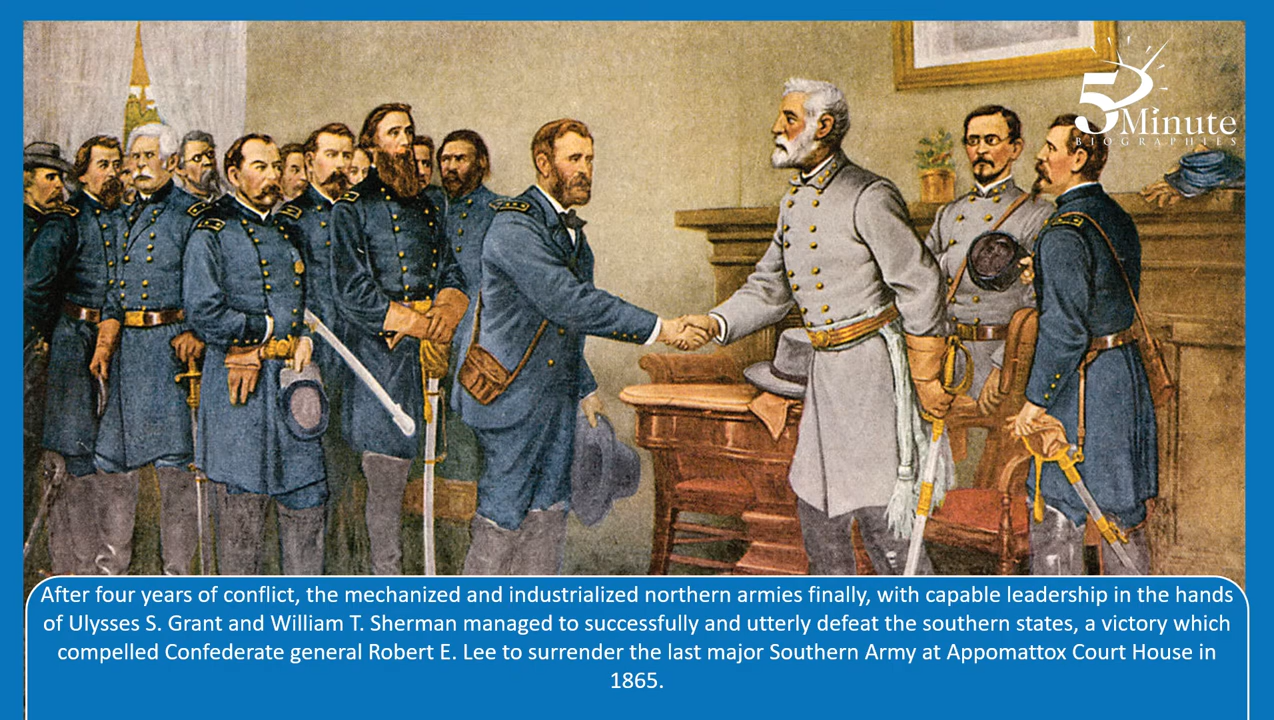 5 Minute
BIOGRAPHIES
After four years of conflict, the mechanized and industrialized northern armies finally, with capable leadership in the hands
of Ulysses S. Grant and William T. Sherman managed to successfully and utterly defeat the southern states, a victory which
compelled Confederate general Robert E. Lee to surrender the last major Southern Army at Appomattox Court House in
1865.